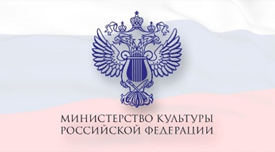 МИНИСТЕРСТВО КУЛЬТУРЫ
РОССИЙСКОЙ ФЕДЕРАЦИИ